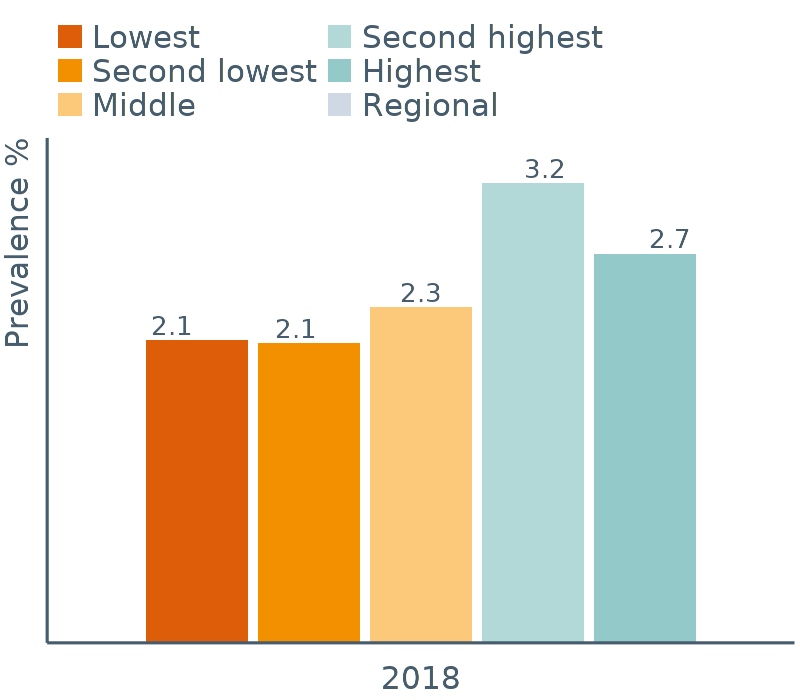 Lowest
Second lowest
Middle
Second highest
Highest
Regional
Prevalence %
2.1
2.1
2.3
3.2
2.7
2018